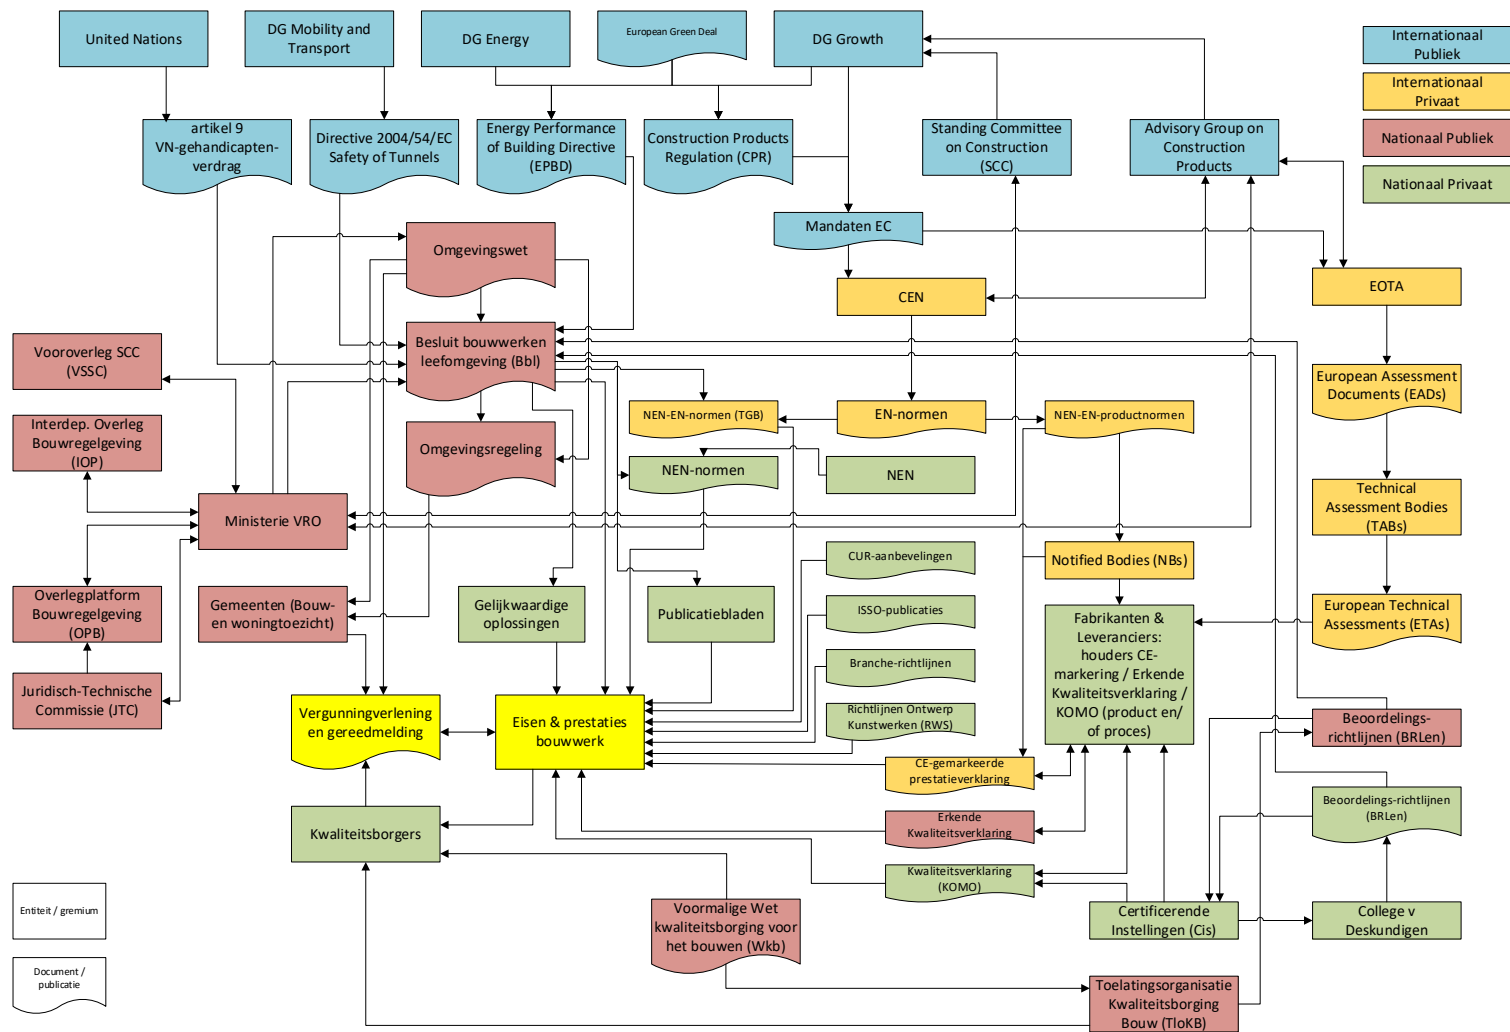 United Nations
DG Mobility and
Transport
DG Energy
European Green Deal
DG Growth
Internationaal
Publiek
Internationaal
Privaat
Nationaal Publiek
Nationaal Privaat
artikel 9
VN-gehandicapten-
verdrag
Directive 2004/54/EC
Safety of Tunnels
Energy Performance
of Building Directive
(EPBD)
Construction Products
Regulation (CPR)
Standing Committee
on Construction
(SCC)
Advisory Group on
Construction
Products
Mandaten EC
Omgevingswet
CEN
EOTA
Besluit bouwwerken
leefomgeving (Bbl)
Vooroverleg SCC
(VSSC)
European Assessment
Documents (EADs)
NEN-EN-normen (TGB)
EN-normen
NEN-EN-productnormen
Interdep. Overleg
Bouwregelgeving
(IOP)
Omgevingsregeling
NEN-normen
NEN
Ministerie VRO
Technical
Assessment Bodies
(TABs)
CUR-aanbevelingen
Notified Bodies (NBs)
Overlegplatform
Bouwregelgeving
(OPB)
Gemeenten (Bouw-
en woningtoezicht)
Gelijkwaardige
oplossingen
Publicatiebladen
ISSO-publicaties
Fabrikanten &
Leveranciers:
houders CE-
markering / Erkende
Kwaliteitsverklaring /
KOMO (product en/
of proces)
European Technical
Assessments (ETAs)
Branche-richtlijnen
Juridisch-Technische
Commissie (JTC)
Vergunningverlening
en gereedmelding
Eisen & prestaties
bouwwerk
Richtlijnen Ontwerp
Kunstwerken (RWS)
Beoordelings-
richtlijnen (BRLen)
CE-gemarkeerde
prestatieverklaring
Kwaliteitsborgers
Erkende
Kwaliteitsverklaring
Beoordelings-richtlijnen
(BRLen)
Kwaliteitsverklaring
(KOMO)
Entiteit / gremium
Voormalige Wet
kwaliteitsborging voor
het bouwen (Wkb)
Certificerende
Instellingen (Cis)
College v
Deskundigen
Document /
publicatie
Toelatingsorganisatie
Kwaliteitsborging
Bouw (TloKB)